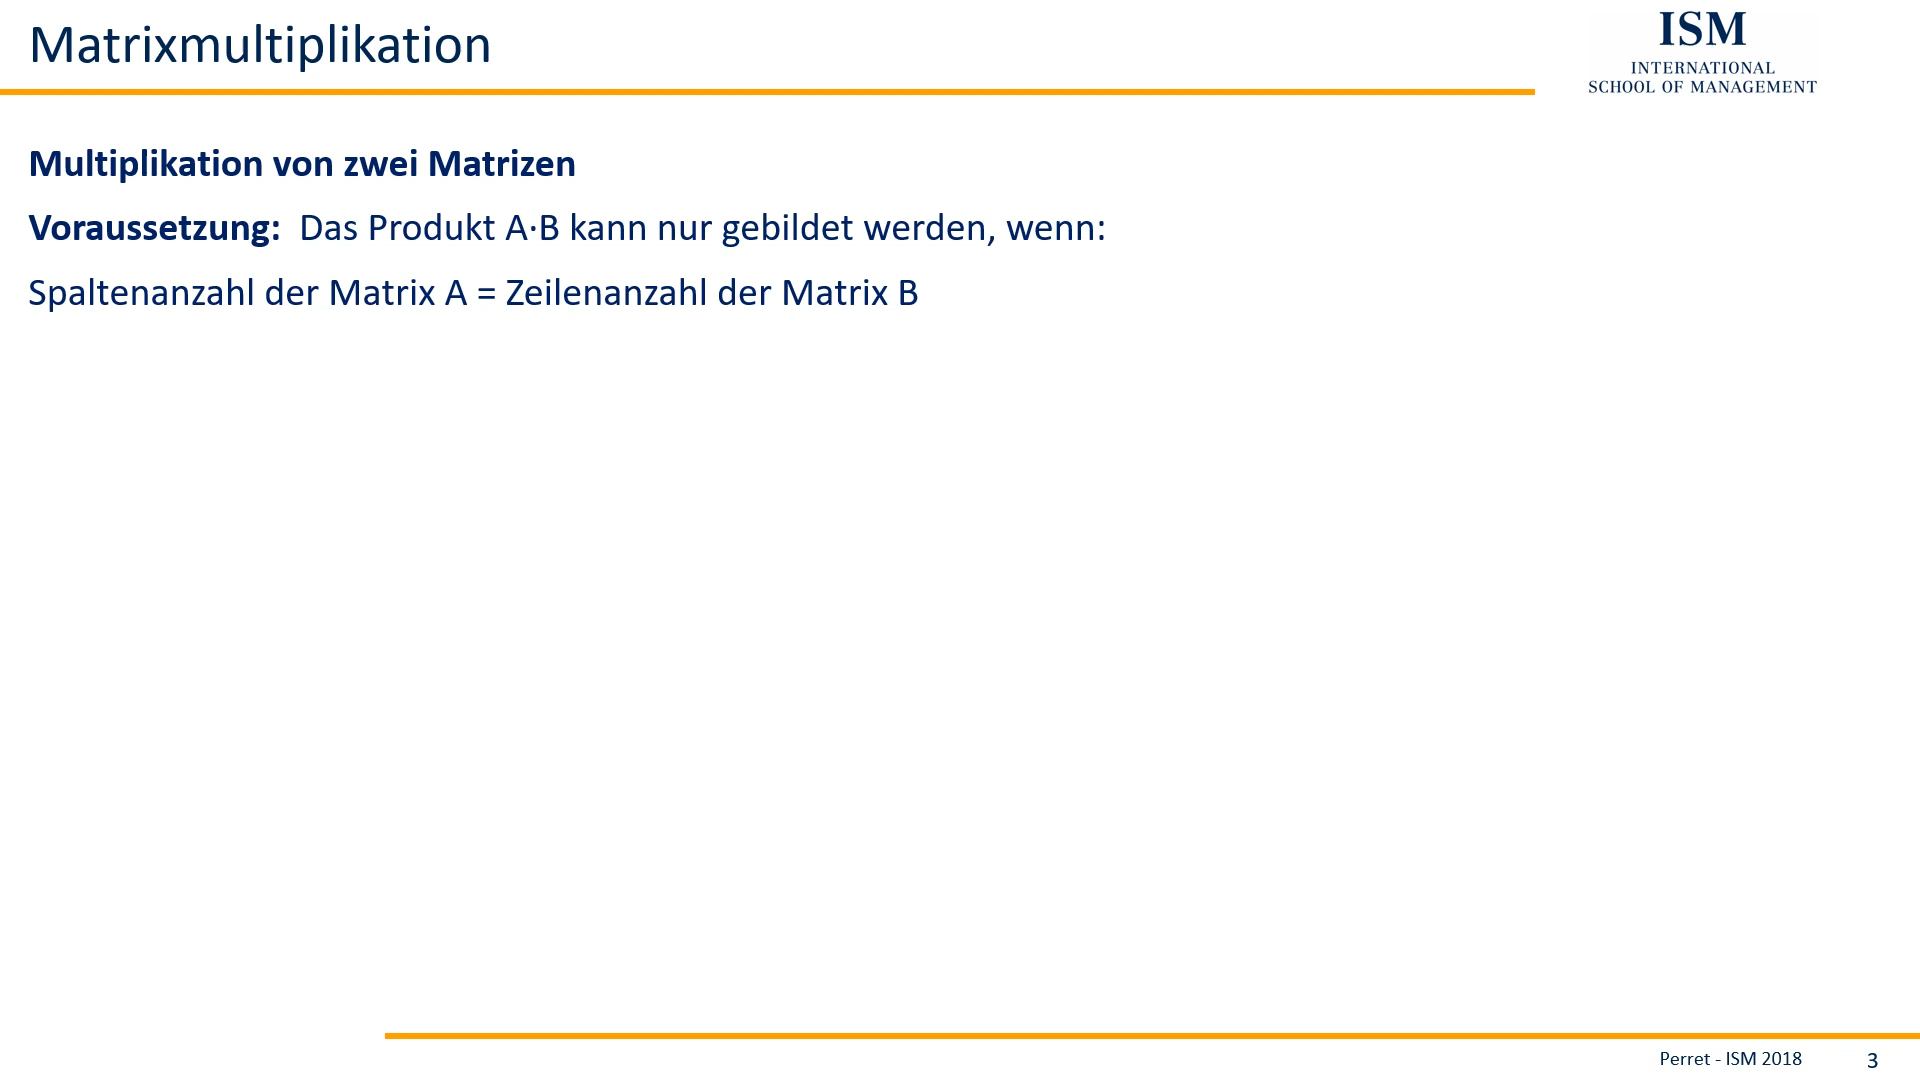 Matrixmultiplikation
ISM
INTERNATIONAL
SCHOOL OF MANAGEMENT
Multiplikation von zwei Matrizen
Voraussetzung: Das Produkt A·B kann nur gebildet werden, wenn:
Spaltenanzahl der Matrix A = Zeilenanzahl der Matrix B
Perret - ISM 2018
3